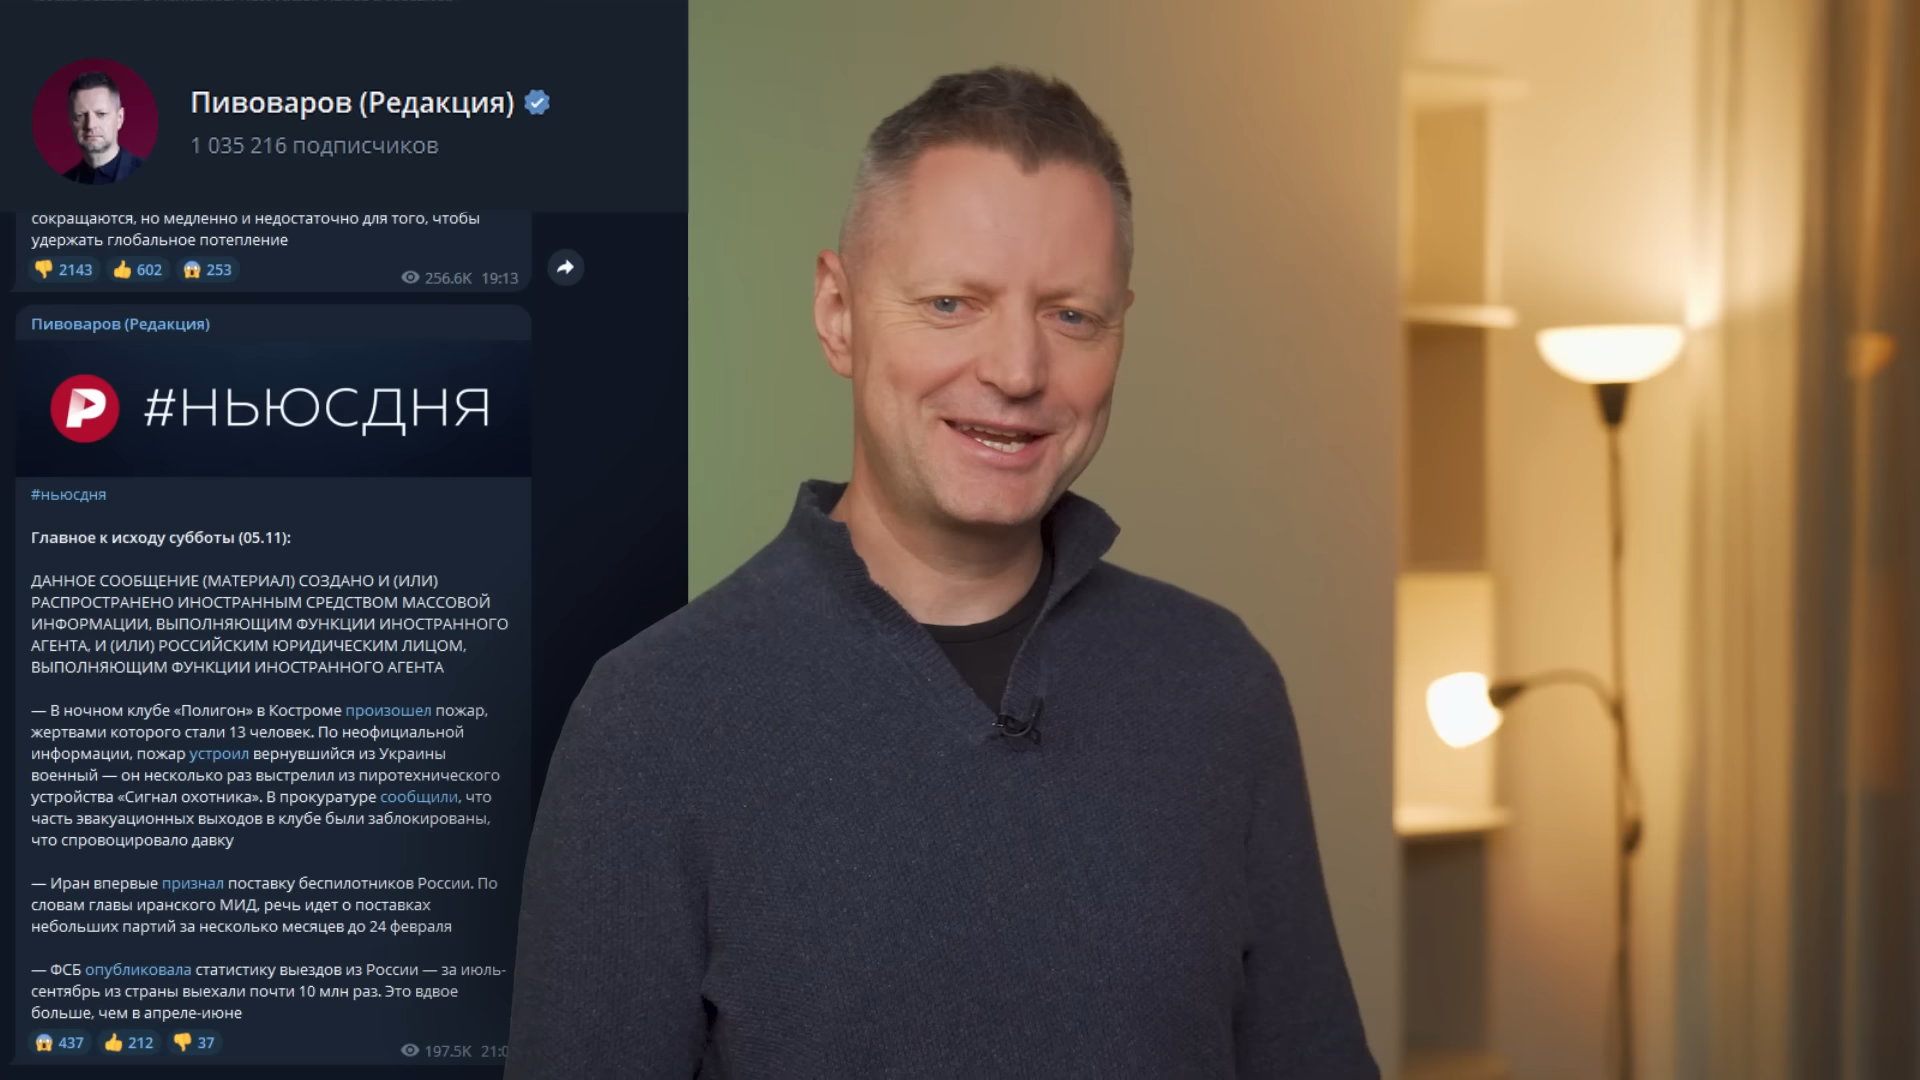 Пивоваров (Редакция)
1 035 216 подписчиков
сокращаются, но медленно и недостаточно для того, чтобы
удержать глобальное потепление
👎 2143 👍 602 😱 253
256.6K 19:13
Пивоваров (Редакция)
#НЬЮСДНЯ
#ньюсдня
Главное к исходу субботы (05.11):
ДАННОЕ СООБЩЕНИЕ (МАТЕРИАЛ) СОЗДАНО И (ИЛИ)
РАСПРОСТРАНЕНО ИНОСТРАННЫМ СРЕДСТВОМ МАССОВОЙ
ИНФОРМАЦИИ, ВЫПОЛНЯЮЩИМ ФУНКЦИИ ИНОСТРАННОГО
АГЕНТА, И (ИЛИ) РОССИЙСКИМ ЮРИДИЧЕСКИМ ЛИЦОМ,
ВЫПОЛНЯЮЩИМ ФУНКЦИИ ИНОСТРАННОГО АГЕНТА
— В ночном клубе «Полигон» в Костроме произошел пожар,
жертвами которого стали 13 человек. По неофициальной
информации, пожар устроил вернувшийся из Украины
военный — он несколько раз выстрелил из пиротехнического
устройства «Сигнал охотника». В прокуратуре сообщили, что
часть эвакуационных выходов в клубе были заблокированы,
что спровоцировало давку
— Иран впервые признал поставку беспилотников России. По
словам главы иранского МИД, речь идет о поставках
небольших партий за несколько месяцев до 24 февраля
— ФСБ опубликовала статистику выездов из России — за июль-
сентябрь из страны выехали почти 10 млн раз. Это вдвое
больше, чем в апреле-июне
😱 437 👍 212 👎 37
197.5K